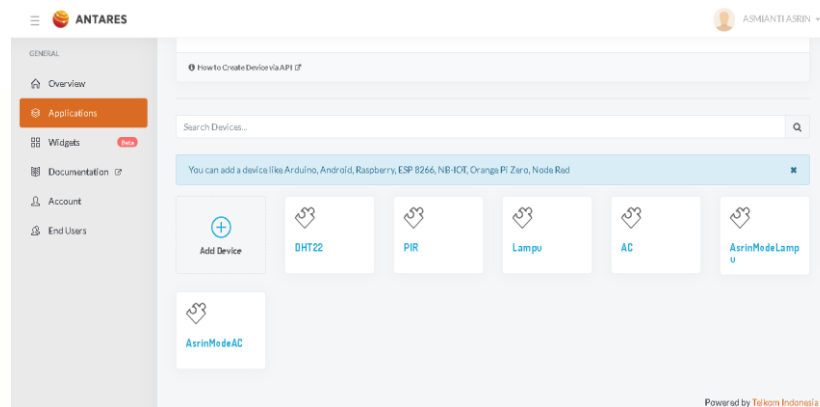 ANTARES
ASMIANTI ASRIN
GENERAL
Overview
Applications
Widgets Beta
Documentation
Account
End Users
How to Create Device via API
Search Devices...
You can add a device like Arduino, Android, Raspberry, ESP 8266, NB-IOT, Orange Pi Zero, Node Red
Add Device
DHT22
PIR
Lampu
AC
AsrinModeLamp
u
AsrinModeAC
Powered by Telkom Indonesia